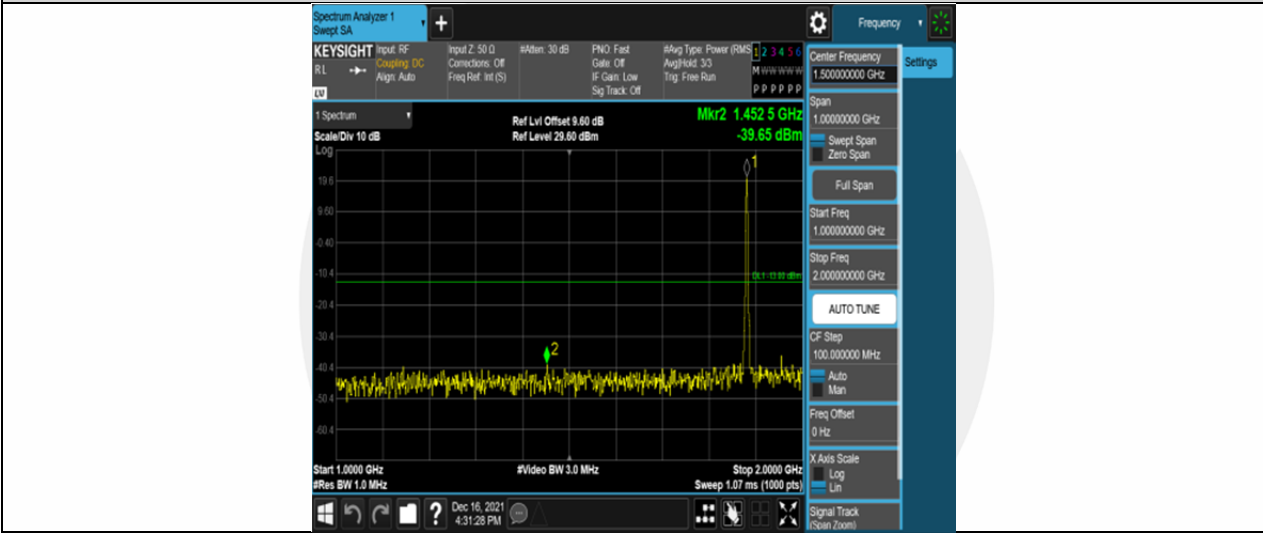 Spectrum Analyzer 1
Swept SA
Frequency
KEYSIGHT
RL
LV
Input: RF
Coupling: DC
Align: Auto
Input Z: 50 Ω
Corrections: Off
Freq Ref: Int (S)
#Atten: 30 dB
PNO: Fast
Gate: Off
IF Gain: Low
Sig Track: Off
#Avg Type: Power (RMS
Avg|Hold: 3/3
Trig: Free Run
1 2 3 4 5 6
M W W W W W
P P P P P P
Center Frequency
1.500000000 GHz
Settings
Span
1.00000000 GHz
Swept Span
Zero Span
Full Span
Start Freq
1.000000000 GHz
Stop Freq
2.000000000 GHz
AUTO TUNE
CF Step
100.000000 MHz
Auto
Man
Freq Offset
0 Hz
X Axis Scale
Log
Lin
Signal Track
(Span Zoom)
1 Spectrum
Scale/Div 10 dB
Log
Ref Lvl Offset 9.60 dB
Ref Level 29.60 dBm
Mkr2 1.452 5 GHz
-39.65 dBm
1
19.6
9.60
-0.40
-10.4
DL1 -13.00 dBm
-20.4
-30.4
2
-40.4
-50.4
-60.4
Start 1.0000 GHz
#Res BW 1.0 MHz
#Video BW 3.0 MHz
Stop 2.0000 GHz
Sweep 1.07 ms (1000 pts)
Dec 16, 2021
4:31:28 PM